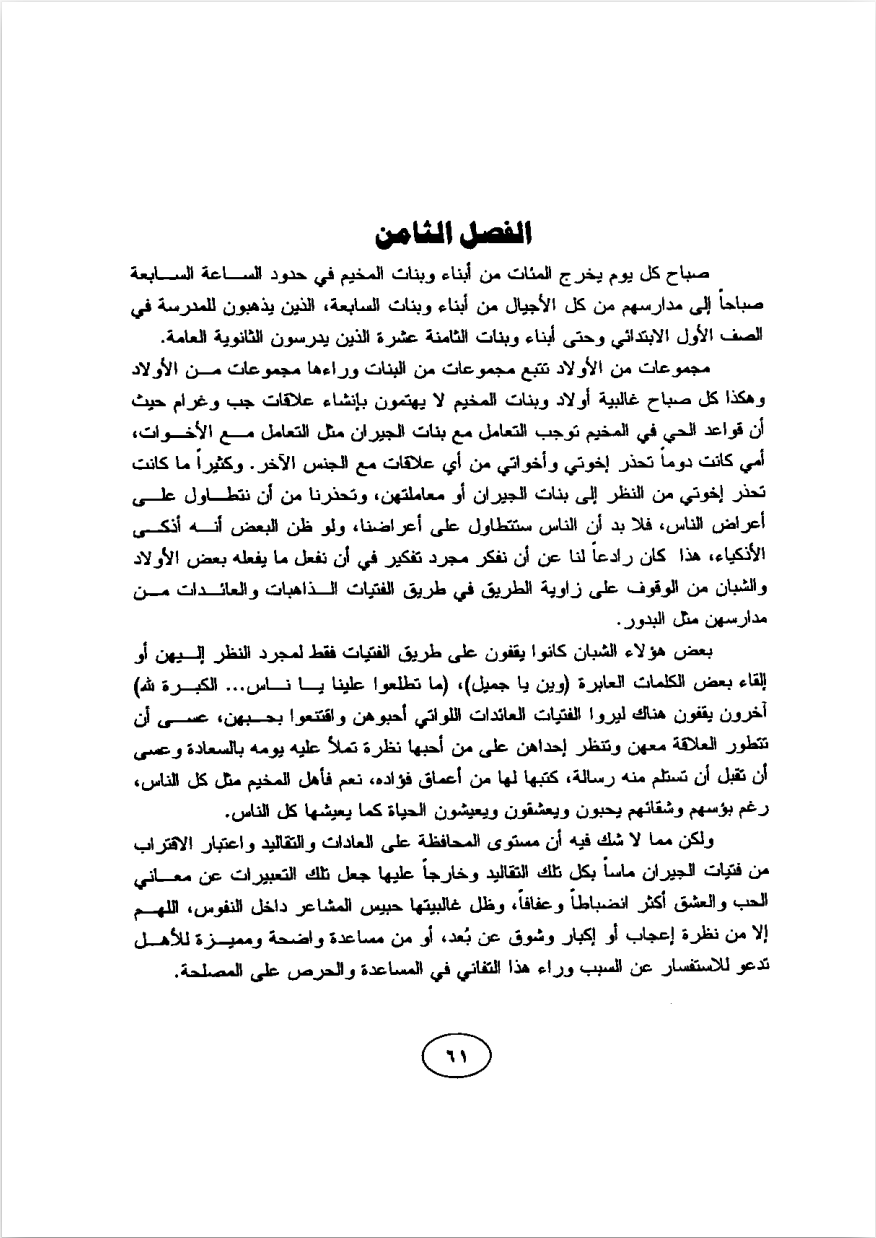 الفصل الثامن
صباح كل يوم يخرج المئات من أبناء وبنات المخيم في حدود الساعة السابعة
صباحاً إلى مدارسهم من كل الأجيال من أبناء وبنات السابعة، الذين يذهبون للمدرسة في
الصف الأول الابتدائي وحتى أبناء وبنات الثامنة عشرة الذين يدرسون الثانوية العامة.
مجموعات من الأولاد تتبع مجموعات من البنات وراءها مجموعات من الأولاد
وهكذا كل صباح غالبية أولاد وبنات المخيم لا يهتمون بإنشاء علاقات جب وغرام حيث
أن قواعد الحي في المخيم توجب التعامل مع بنات الجيران مثل التعامل مع الأخوات،
أمي كانت دوماً تحذر إخوتي وأخواتي من أي علاقات مع الجنس الآخر. وكثيراً ما كانت
تحذر إخوتي من النظر إلى بنات الجيران أو معاملتهن، وتحذرنا من أن نتطاول على
أعراض الناس، فلا بد أن الناس ستتطاول على أعراضنا، ولو ظن البعض أنه أذكى
الأذكياء، هذا كان رادعاً لنا عن أن نفكر مجرد تفكير في أن نفعل ما يفعله بعض الأولاد
والشبان من الوقوف على زاوية الطريق في طريق الفتيات الذاهبات والعائدات من
مدارسهن مثل البدور.
بعض هؤلاء الشبان كانوا يقفون على طريق الفتيات فقط لمجرد النظر إليهن أو
إلقاء بعض الكلمات العابرة (وين يا جميل)، (ما تطلعوا علينا يا ناس... الكبرة لله)
آخرون يقفون هناك ليروا الفتيات العائدات اللواتي أحبوهن واقتنعوا بحبهن، عسى أن
تتطور العلاقة معهن وتنظر إحداهن على من أحبها نظرة تملأ عليه يومه بالسعادة وعسى
أن تقبل أن تستلم منه رسالة، كتبها لها من أعماق فؤاده، نعم فأهل المخيم مثل كل الناس،
رغم بؤسهم وشقائهم يحبون ويعشقون ويعيشون الحياة كما يعيشها كل الناس.
ولكن مما لا شك فيه أن مستوى المحافظة على العادات والتقاليد واعتبار الاقتراب
من فتيات الجيران ماساً بكل تلك التقاليد وخارجاً عليها جعل تلك التعبيرات عن معاني
الحب والعشق أكثر انضباطاً وعفافاً، وظل غالبيتها حبيس المشاعر داخل النفوس، اللهم
إلا من نظرة إعجاب أو إكبار وشوق عن بُعد، أو من مساعدة واضحة ومميزة للأهل
تدعو للاستفسار عن السبب وراء هذا التفاني في المساعدة والحرص على المصلحة.
٦١